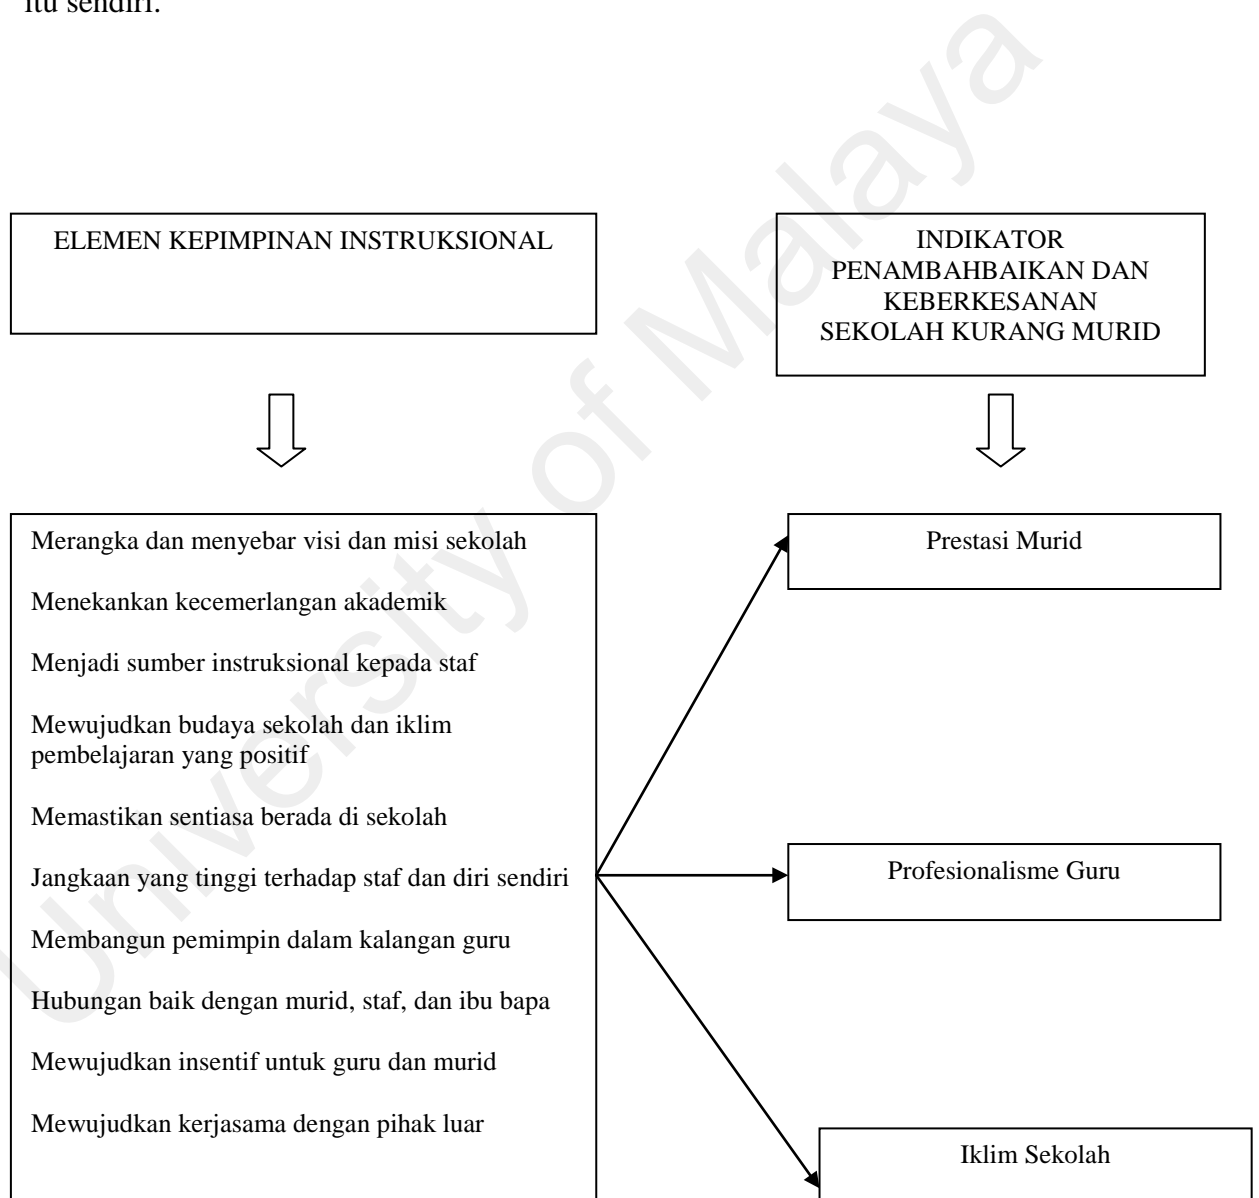 itu sendiri.
ELEMEN KEPIMPINAN INSTRUKSIONAL
INDIKATOR
PENAMBAHBAIKAN DAN
KEBERKESANAN
SEKOLAH KURANG MURID
Merangka dan menyebar visi dan misi sekolah
Menekankan kecemerlangan akademik
Menjadi sumber instruksional kepada staf
Mewujudkan budaya sekolah dan iklim
pembelajaran yang positif
Memastikan sentiasa berada di sekolah
Jangkaan yang tinggi terhadap staf dan diri sendiri
Membangun pemimpin dalam kalangan guru
Hubungan baik dengan murid, staf, dan ibu bapa
Mewujudkan insentif untuk guru dan murid
Mewujudkan kerjasama dengan pihak luar
Prestasi Murid
Profesionalisme Guru
Iklim Sekolah
University of Malaya